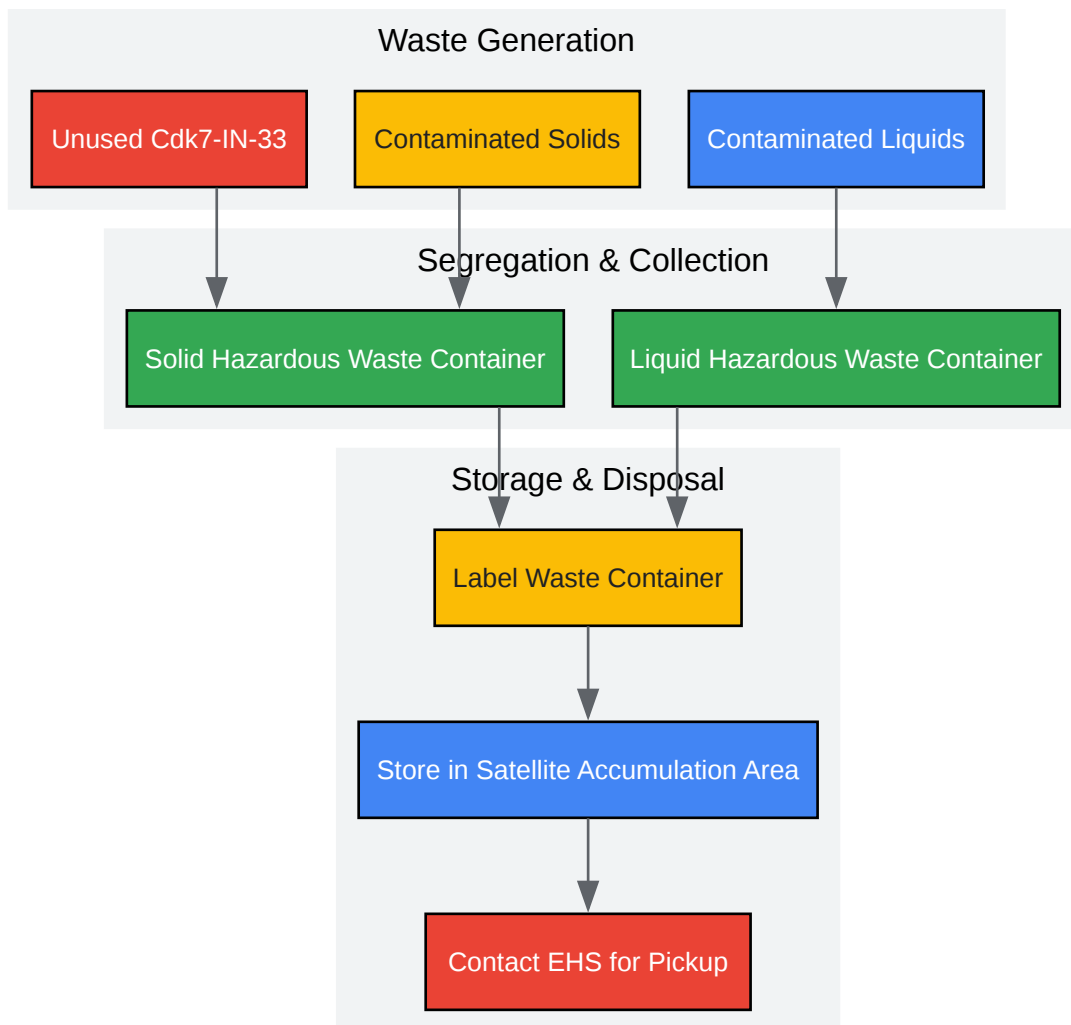 Waste Generation
Unused Cdk7-IN-33
Contaminated Solids
Contaminated Liquids
Segregation & Collection
Solid Hazardous Waste Container
Liquid Hazardous Waste Container
Storage & Disposal
Label Waste Container
Store in Satellite Accumulation Area
Contact EHS for Pickup